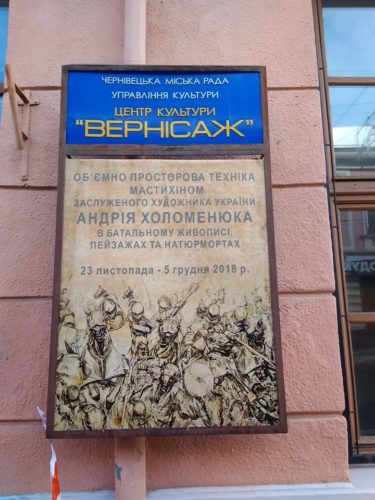 ЧЕРНІВЕЦЬКА МІСЬКА РАДА
УПРАВЛІННЯ КУЛЬТУРИ
ЦЕНТР КУЛЬТУРИ
"ВЕРНІСАЖ"
ОБ'ЄМНО ПРОСТОРОВА ТЕХНІКА
МАСТИХІНОМ
ЗАСЛУЖЕНОГО ХУДОЖНИКА УКРАЇНИ
АНДРІЯ ХОЛОМЕНЮКА
В БАТАЛЬНОМУ ЖИВОПИСІ,
ПЕЙЗАЖАХ ТА НАТЮРМОРТАХ
23 листопада - 5 грудня 2018 р.